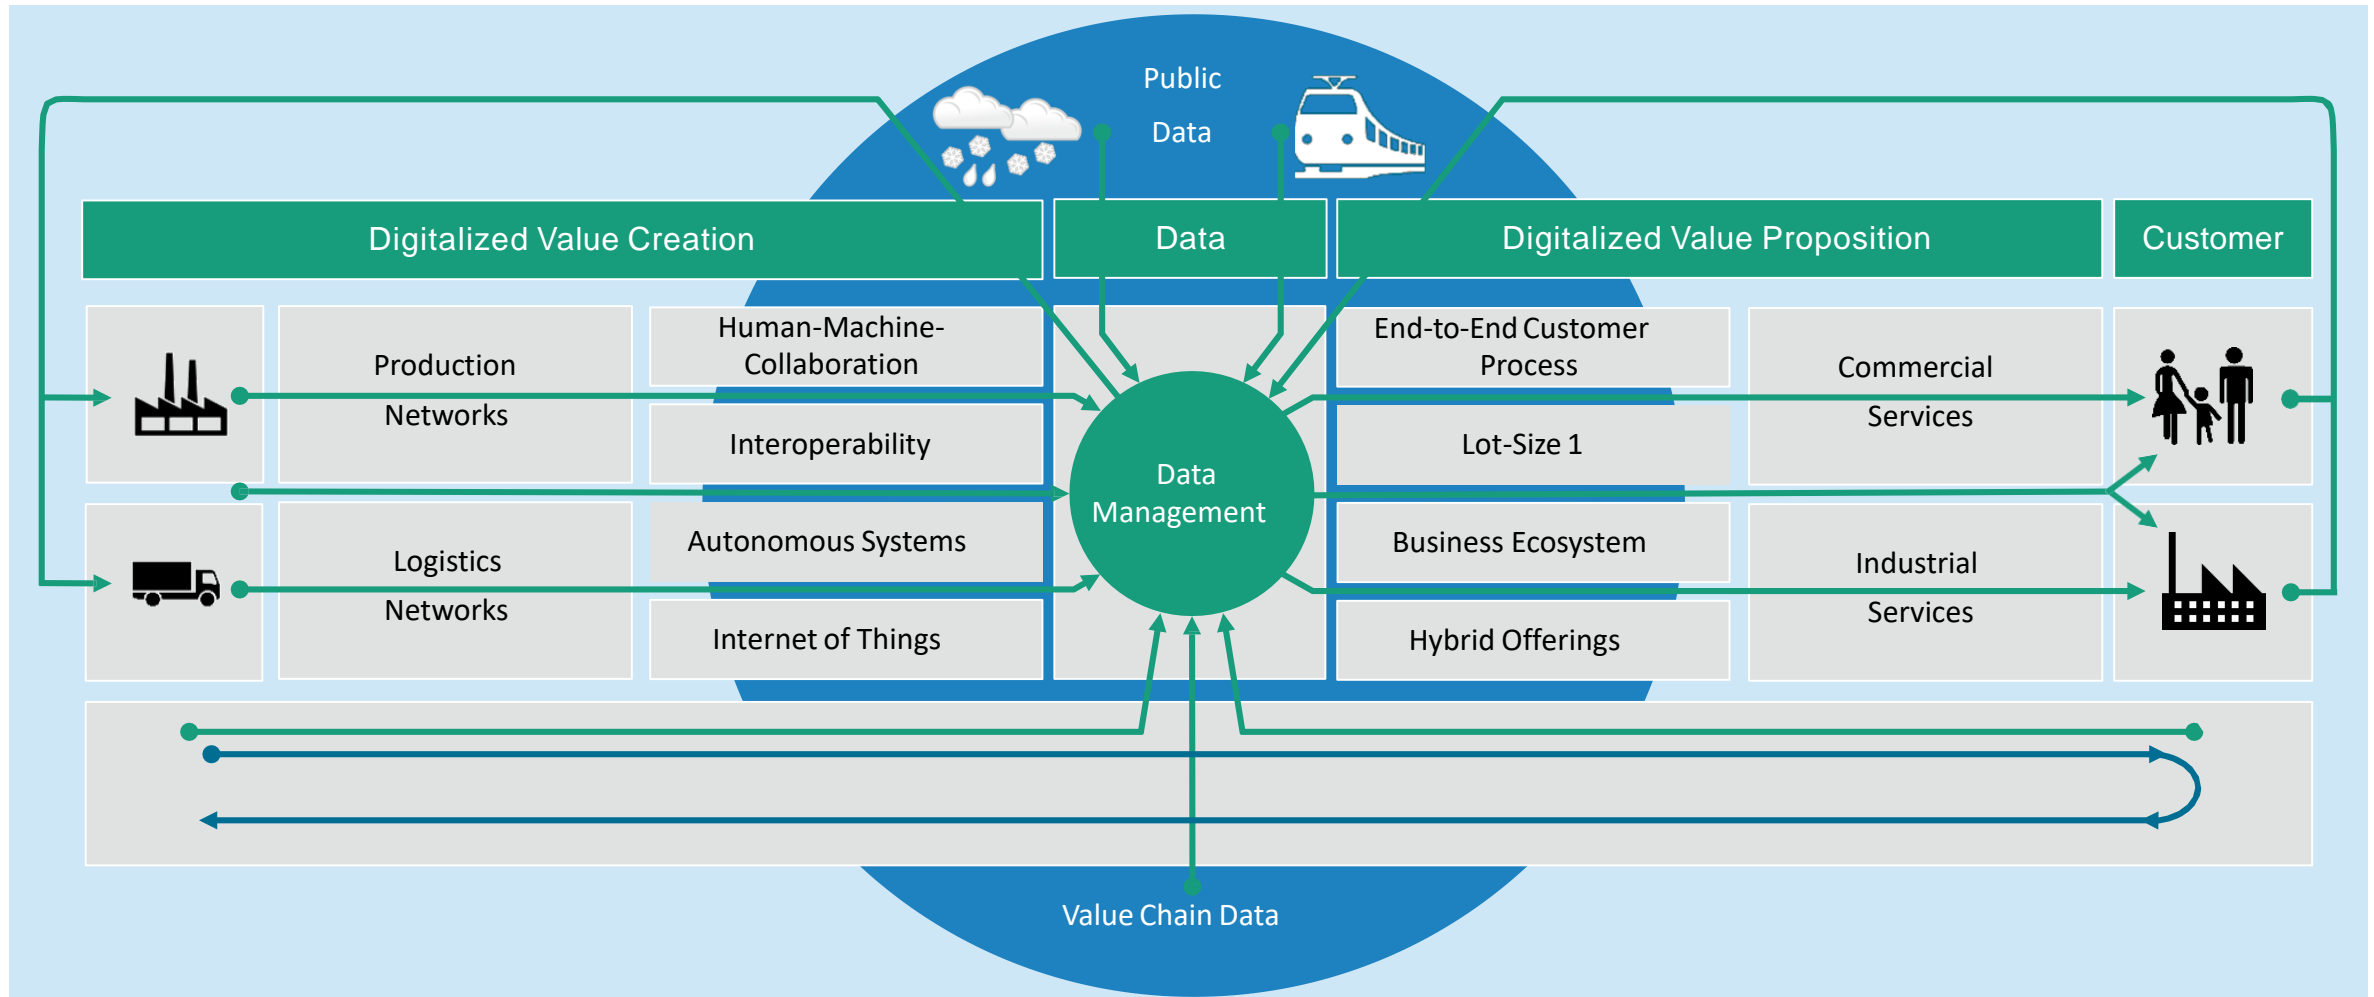 Public
Data
Digitalized Value Creation
Data
Digitalized Value Proposition
Customer
Production
Networks
Human-Machine-
Collaboration
Interoperability
Logistics
Networks
Autonomous Systems
Internet of Things
Data
Management
End-to-End Customer
Process
Lot-Size 1
Business Ecosystem
Hybrid Offerings
Commercial
Services
Industrial
Services
Value Chain Data